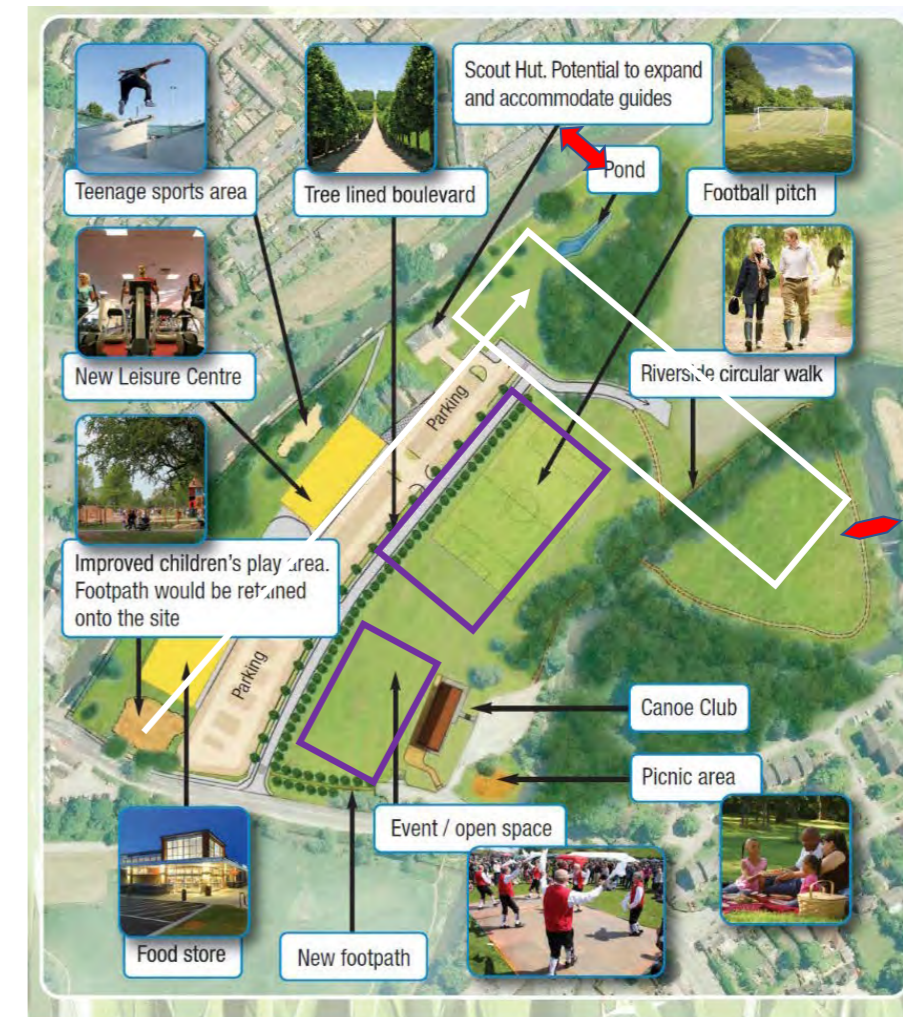 Scout Hut. Potential to expand
and accommodate guides
Pond
Teenage sports area
Tree lined boulevard
Football pitch
New Leisure Centre
Riverside circular walk
Parking
Improved children's play area.
Footpath would be retained
onto the site
Parking
Canoe Club
Picnic area
Event / open space
Food store
New footpath